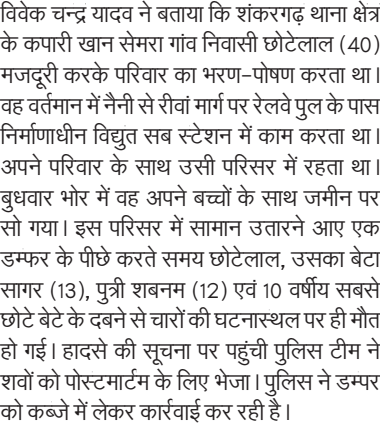 विवेक चन्द्र यादव ने बताया कि शंकरगढ़ थाना क्षेत्र
के कपारी खान सेमरा गांव निवासी छोटेलाल (40)
मजदूरी करके परिवार का भरण-पोषण करता था।
वह वर्तमान में नैनी से रीवां मार्ग पर रेलवे पुल के पास
निर्माणाधीन विद्युत सब स्टेशन में काम करता था।
अपने परिवार के साथ उसी परिसर में रहता था।
बुधवार भोर में वह अपने बच्चों के साथ जमीन पर
सो गया। इस परिसर में सामान उतारने आए एक
डम्फर के पीछे करते समय छोटेलाल, उसका बेटा
सागर (13), पुत्री शबनम (12) एवं 10 वर्षीय सबसे
छोटे बेटे के दबने से चारों की घटनास्थल पर ही मौत
हो गई। हादसे की सूचना पर पहुंची पुलिस टीम ने
शवों को पोस्टमार्टम के लिए भेजा। पुलिस ने डम्पर
को कब्जे में लेकर कार्रवाई कर रही है।